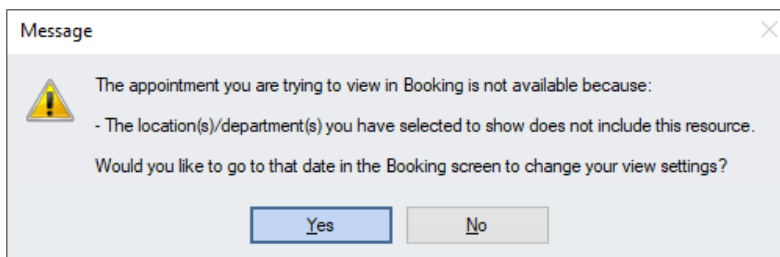 Message
The appointment you are trying to view in Booking is not available because:
- The location(s)/department(s) you have selected to show does not include this resource.
Would you like to go to that date in the Booking screen to change your view settings?
Yes
No